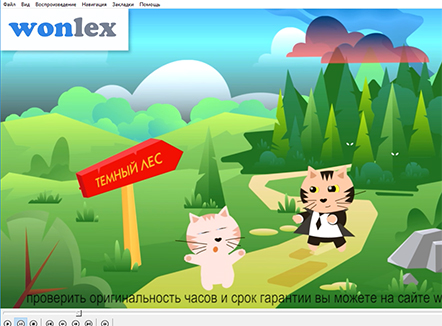 Файл Вид Воспроизведение Навигация Закладки Помощь
wonlex
ТЕМНЫЙ ЛЕС
проверить оригинальность часов и срок гарантии вы можете на сайте w